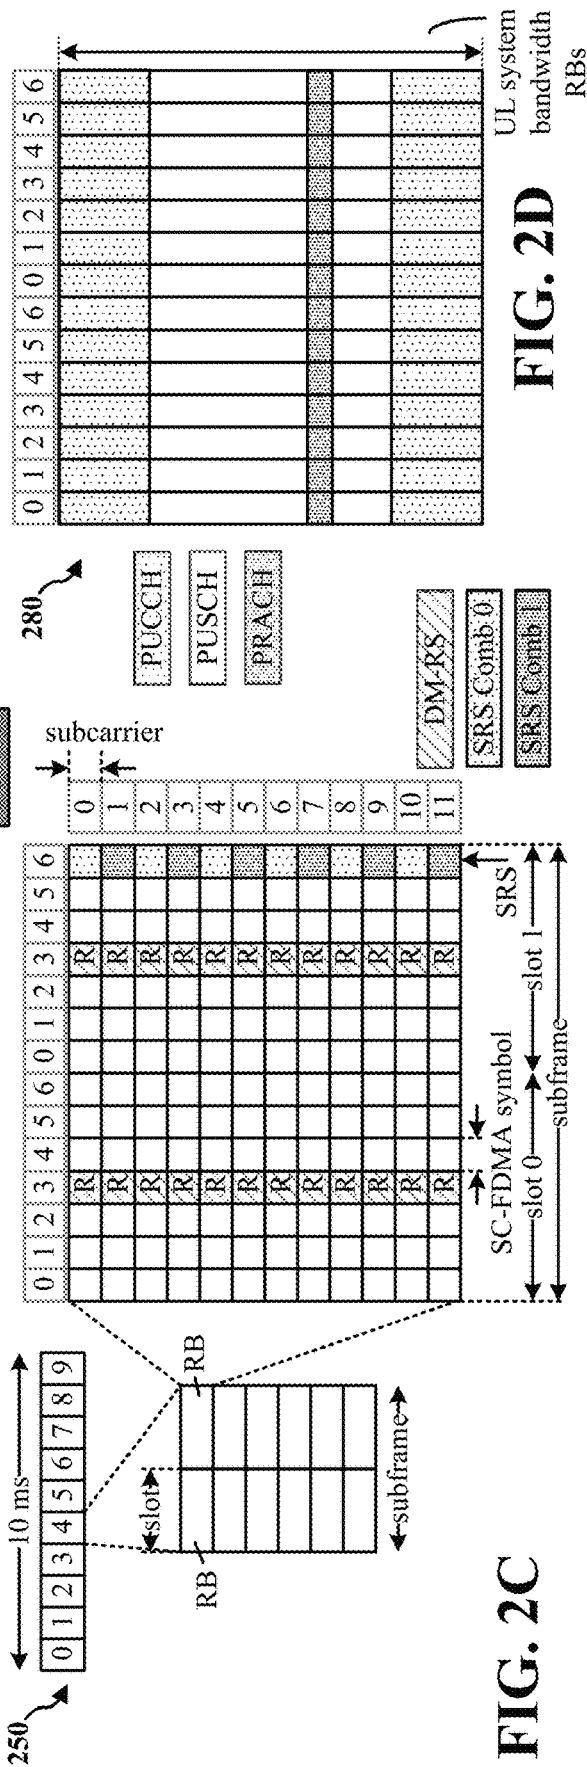 250
10 ms
0 1 2 3 4 5 6 7 8 9
slot
RB
RB
subframe
0 1 2 3 4 5 6 0 1 2 3 4 5 6
subcarrier
R R 0
R R 1
R R 2
R R 3
R R 4
R R 5
R R 6
R R 7
R R 8
R R 9
R R 10
R R 11
SC-FDMA symbol
SRS
slot 0
slot 1
subframe
DM-RS
SRS Comb 0
SRS Comb 1
FIG. 2C
280
0 1 2 3 4 5 6 0 1 2 3 4 5 6
PUCCH
PUSCH
PRACH
UL system
bandwidth
RBs
FIG. 2D